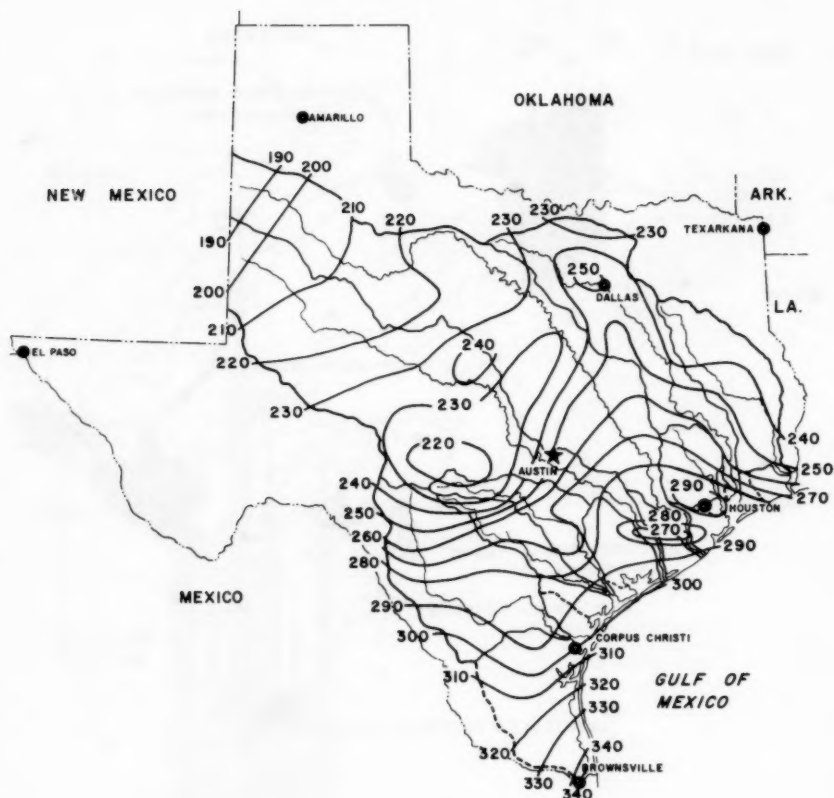 OKLAHOMA
AMARILLO
190
200
NEW MEXICO
ARK.
210
220
230
230
230
TEXARKANA
190
250
DALLAS
LA.
200
210
EL PASO
220
240
230
230
240
220
AUSTIN
250
240
290
270
250
280
HOUSTON
260
270
280
290
MEXICO
300
290
300
CORPUS CHRISTI
310
310
GULF OF
MEXICO
320
330
320
340
330
BROWNSVILLE
340